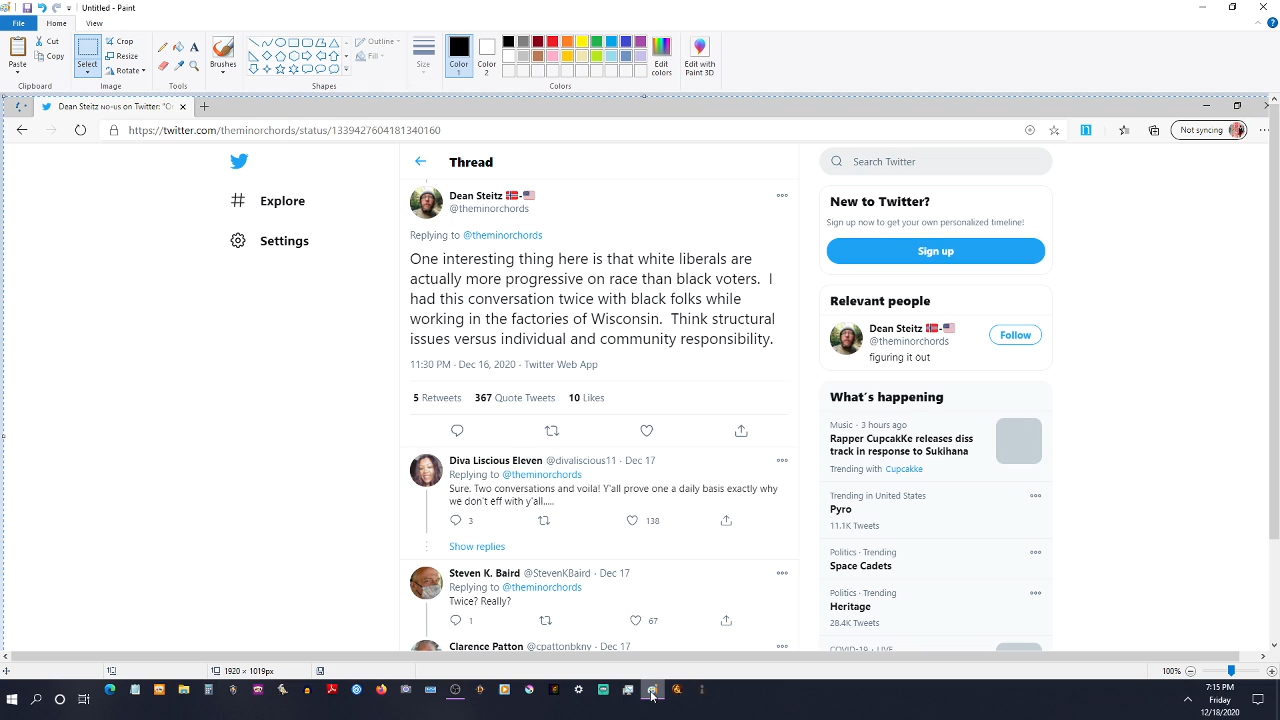 Untitled - Paint
File Home View
Paste Cut Copy Select Crop Resize Rotate Brushes Outline Fill Size Color 1 Color 2 Edit colors Edit with Paint 3D
Clipboard Image Tools Shapes Colors
Dean Steitz no-us on Twitter: "O
https://twitter.com/theminorchords/status/1339427604181340160
Not syncing
Explore
Settings
Thread
Dean Steitz 🇳🇴-🇺🇸
@theminorchords
Replying to @theminorchords
One interesting thing here is that white liberals are
actually more progressive on race than black voters. I
had this conversation twice with black folks while
working in the factories of Wisconsin. Think structural
issues versus individual and community responsibility.
11:30 PM · Dec 16, 2020 · Twitter Web App
5 Retweets 367 Quote Tweets 10 Likes
Diva Liscious Eleven @divaliscious11 · Dec 17
Replying to @theminorchords
Sure. Two conversations and voila! Y'all prove one a daily basis exactly why
we don't eff with y'all.....
3 138
Show replies
Steven K. Baird @StevenKBaird · Dec 17
Replying to @theminorchords
Twice? Really?
1 67
Clarence Patton @cpattonbkny · Dec 17
Search Twitter
New to Twitter?
Sign up now to get your own personalized timeline!
Sign up
Relevant people
Dean Steitz 🇳🇴-🇺🇸
@theminorchords
Follow
figuring it out
What's happening
Music · 3 hours ago
Rapper CupcakKe releases diss
track in response to Sukihana
Trending with Cupcakke
Trending in United States
Pyro
11.1K Tweets
Politics · Trending
Space Cadets
Politics · Trending
Heritage
28.4K Tweets
COVID-19 · LIVE
1920 × 1019px
100%
7:15 PM
Friday
12/18/2020